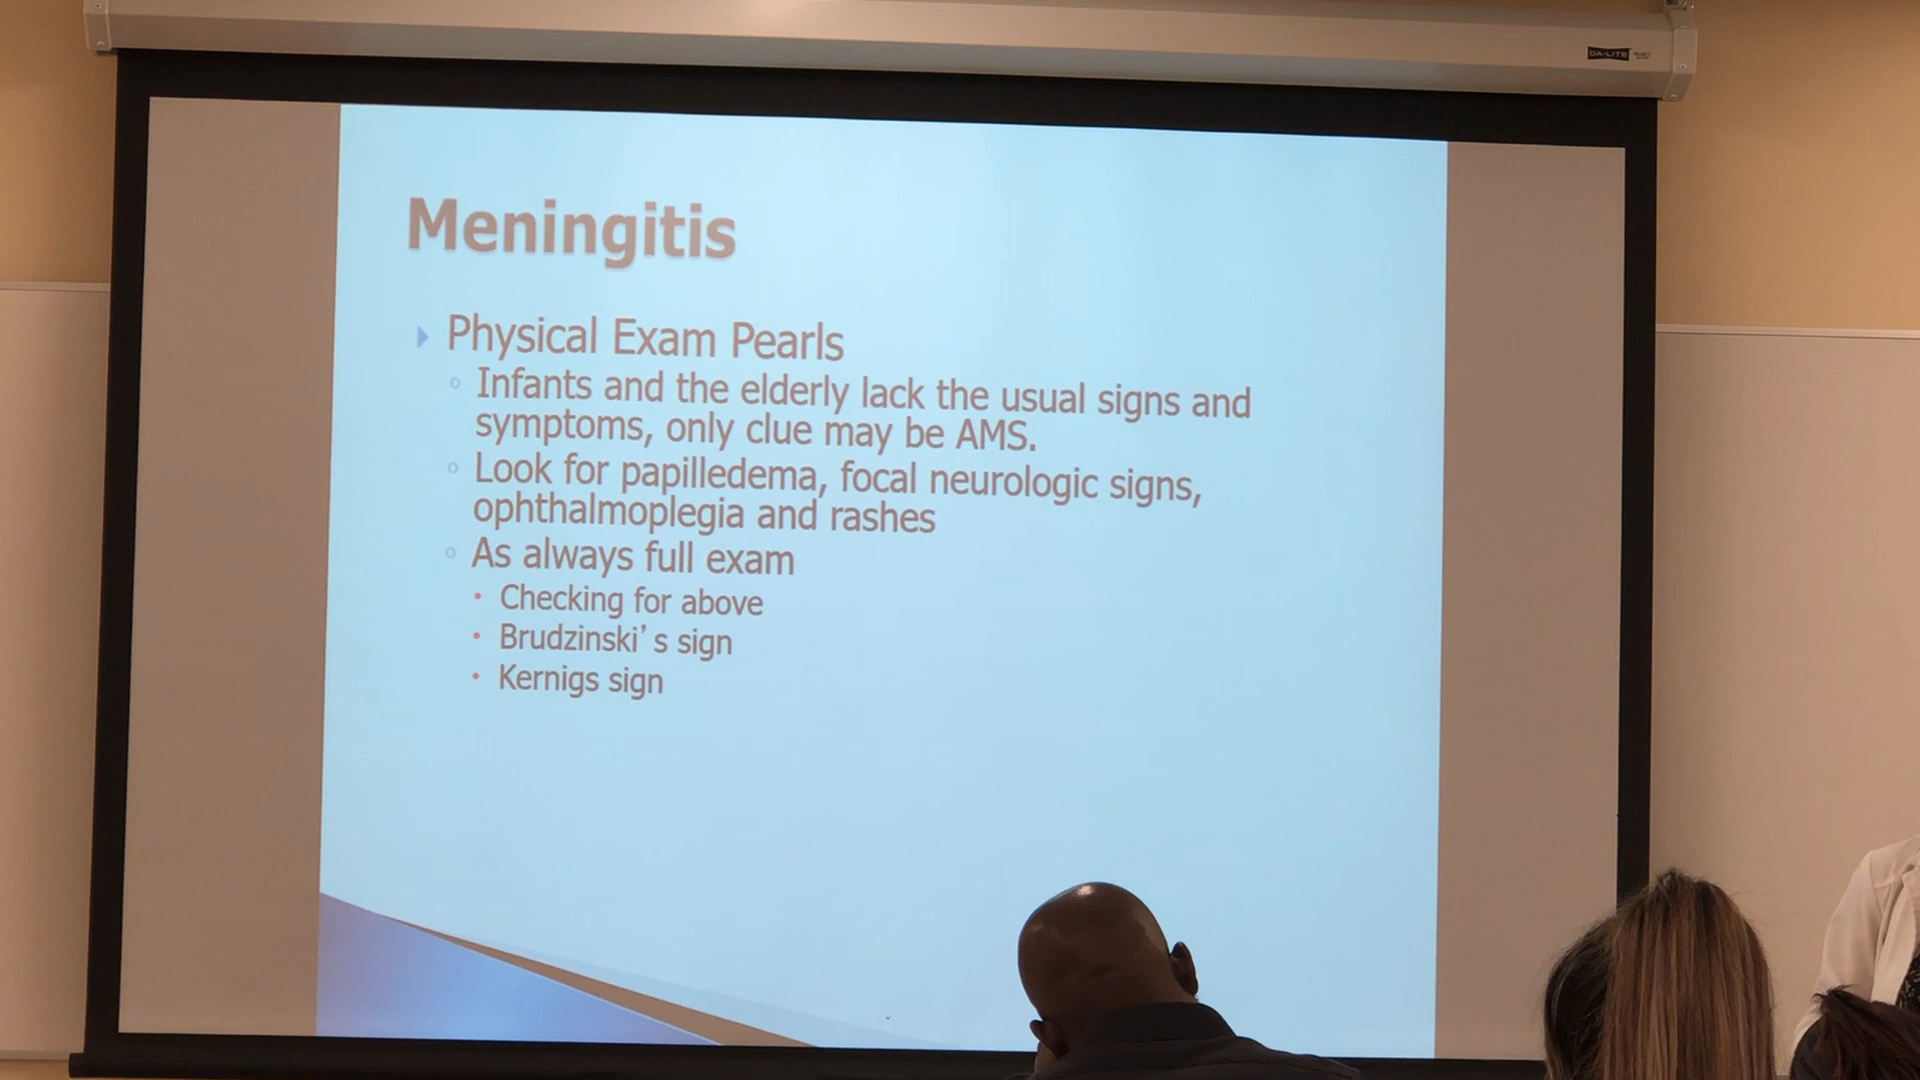 DA-LITE
Meningitis
Physical Exam Pearls
Infants and the elderly lack the usual signs and
symptoms, only clue may be AMS.
Look for papilledema, focal neurologic signs,
ophthalmoplegia and rashes
As always full exam
Checking for above
Brudzinski’s sign
Kernigs sign